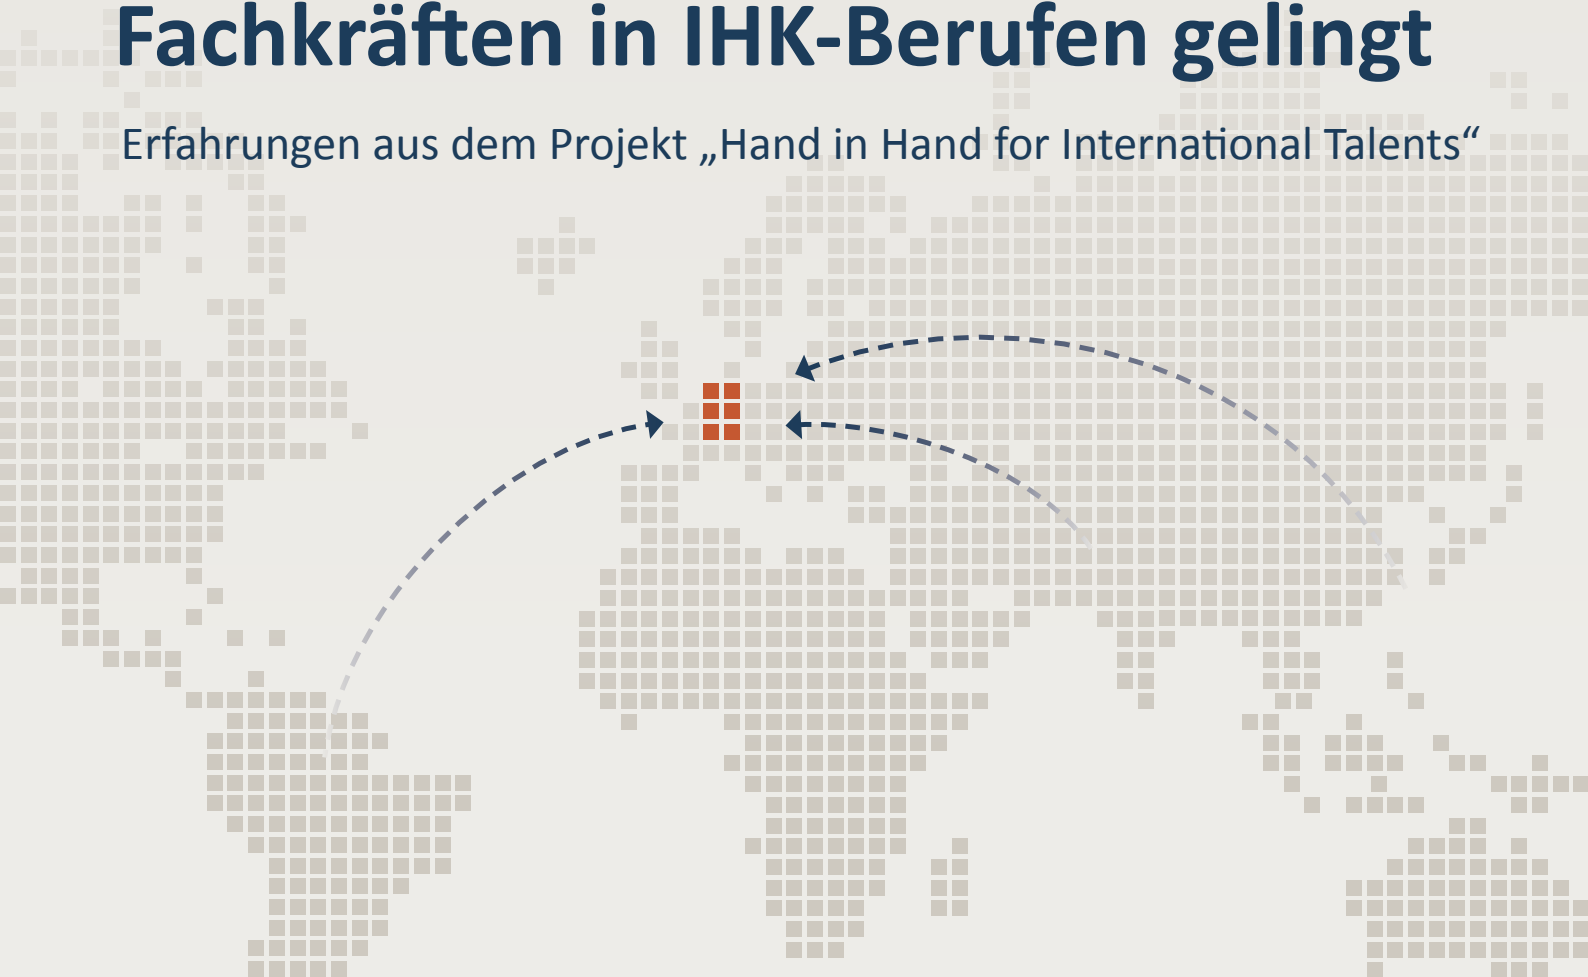 Fachkräften in IHK-Berufen gelingt
Erfahrungen aus dem Projekt „Hand in Hand for International Talents“